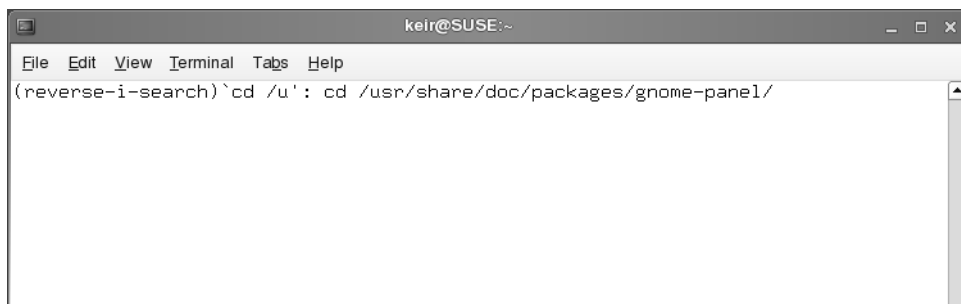 keir@SUSE:~
File Edit View Terminal Tabs Help
(reverse-i-search)`cd /u': cd /usr/share/doc/packages/gnome-panel/